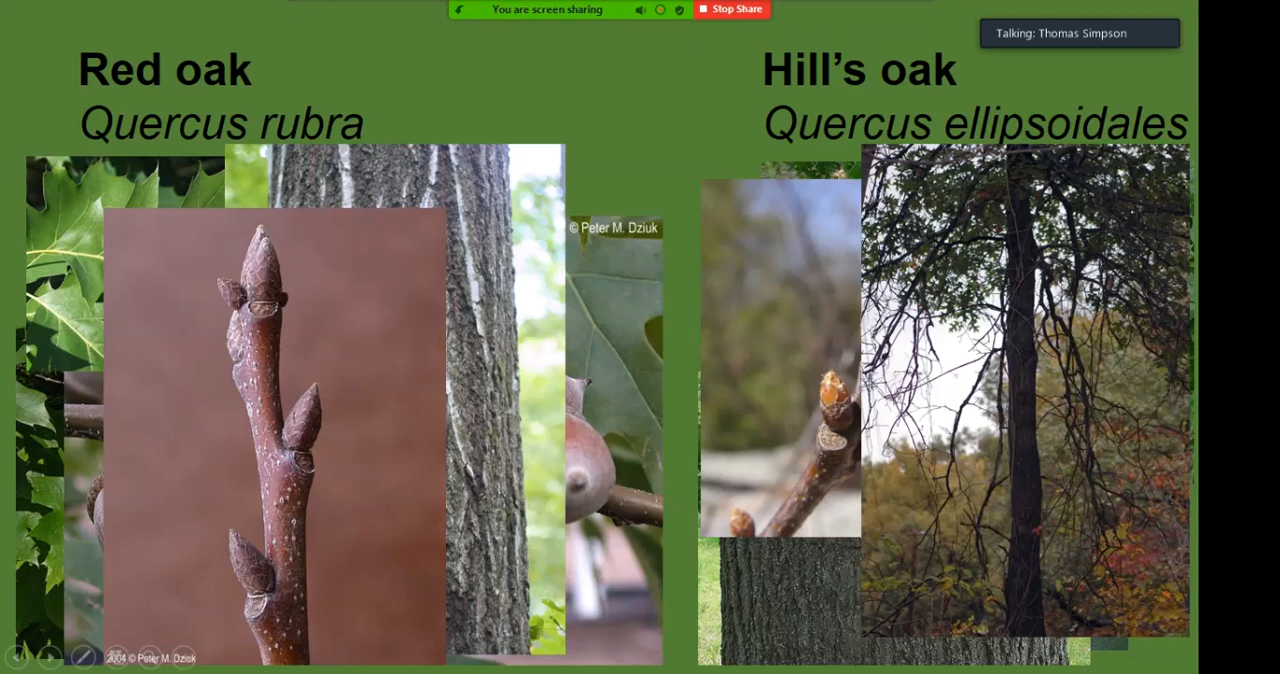 You are screen sharing
Stop Share
Talking: Thomas Simpson
Red oak
Quercus rubra
Hill's oak
Quercus ellipsoidales
© Peter M. Dziuk
2004 © Peter M. Dziuk